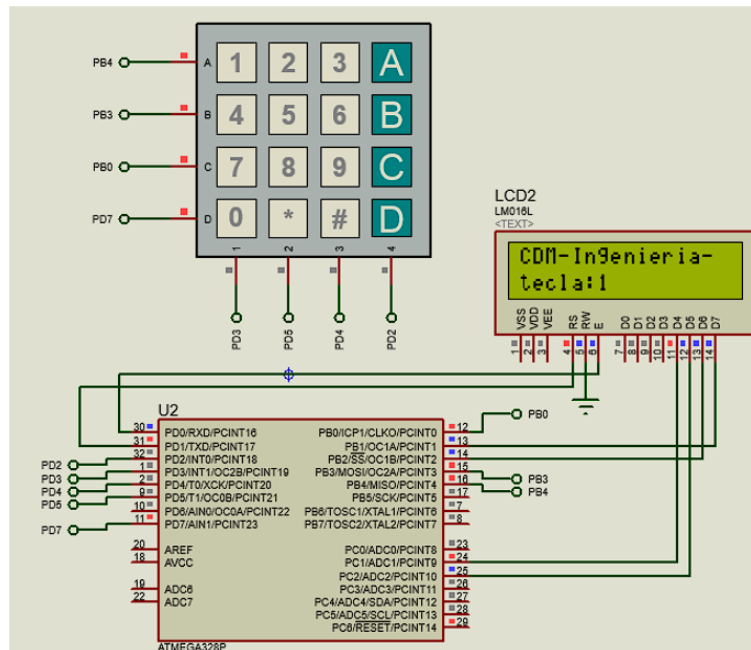 PB4 A 1 2 3 A
PB3 B 4 5 6 B
PB0 C 7 8 9 C
PD7 D 0 * # D
1 2 3 4
PD3 PD5 PD4 PD2
LCD2
LM016L
<TEXT>
CDM-Ingenieria-
tecla:1
VSS VDD VEE RS RW E D0 D1 D2 D3 D4 D5 D6 D7
1 2 3 4 5 6 7 8 9 10 11 12 13 14
U2
30 PD0/RXD/PCINT16 PB0/ICP1/CLKO/PCINT0 12 PB0
31 PD1/TXD/PCINT17 PB1/OC1A/PCINT1 13
PD2 32 PD2/INT0/PCINT18 PB2/SS/OC1B/PCINT2 14
PD3 1 PD3/INT1/OC2B/PCINT19 PB3/MOSI/OC2A/PCINT3 15 PB3
PD4 2 PD4/T0/XCK/PCINT20 PB4/MISO/PCINT4 16 PB4
PD5 9 PD5/T1/OC0B/PCINT21 PB5/SCK/PCINT5 17
10 PD6/AIN0/OC0A/PCINT22 PB6/TOSC1/XTAL1/PCINT6 7
PD7 11 PD7/AIN1/PCINT23 PB7/TOSC2/XTAL2/PCINT7 8
20 AREF PC0/ADC0/PCINT8 23
18 AVCC PC1/ADC1/PCINT9 24
PC2/ADC2/PCINT10 25
19 ADC6 PC3/ADC3/PCINT11 26
22 ADC7 PC4/ADC4/SDA/PCINT12 27
PC5/ADC5/SCL/PCINT13 28
PC6/RESET/PCINT14 29
ATMEGA328P